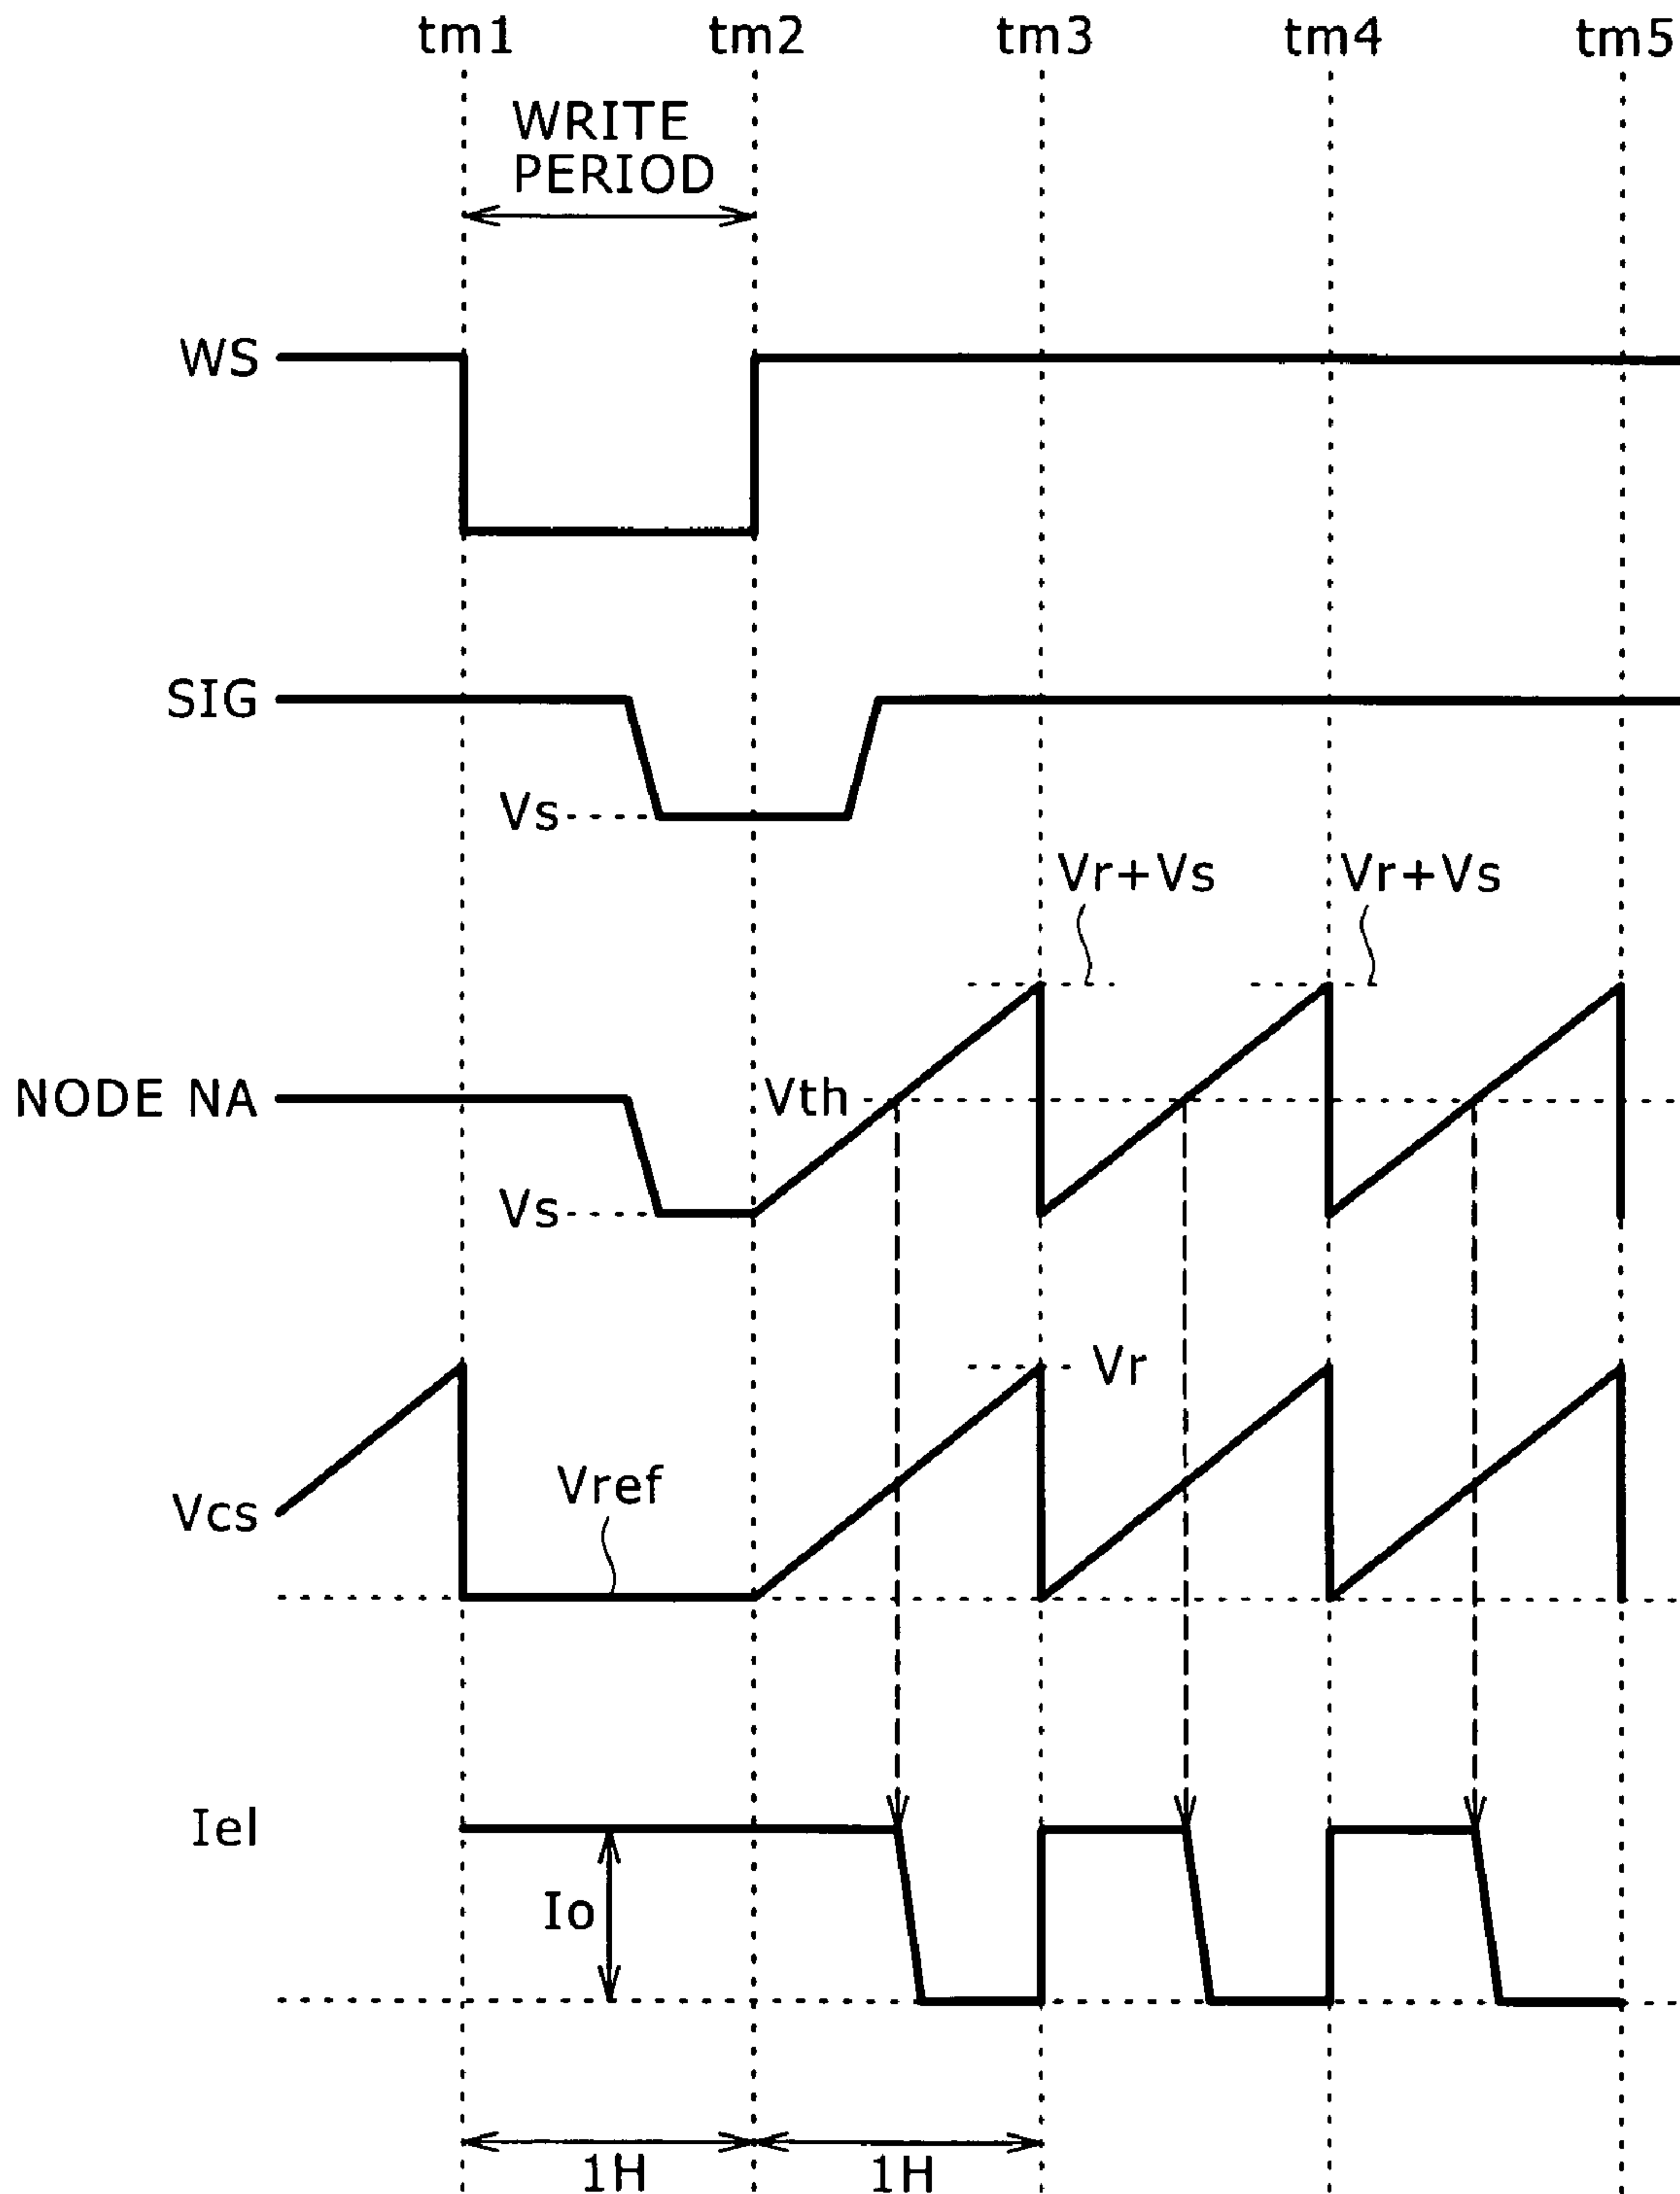 tm1 tm2 tm3 tm4 tm5
WRITE
PERIOD
WS
SIG
Vs
Vr+Vs Vr+Vs
NODE NA
Vth
Vs
Vr
Vref
Vcs
Iel
Io
1H 1H